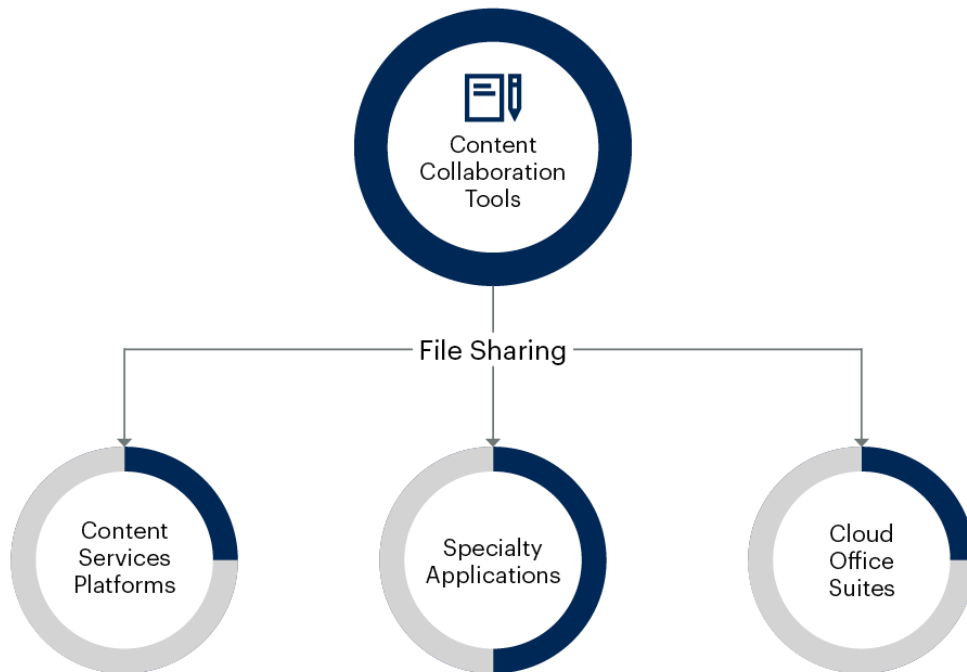 Content
Collaboration
Tools
File Sharing
Content
Services
Platforms
Specialty
Applications
Cloud
Office
Suites